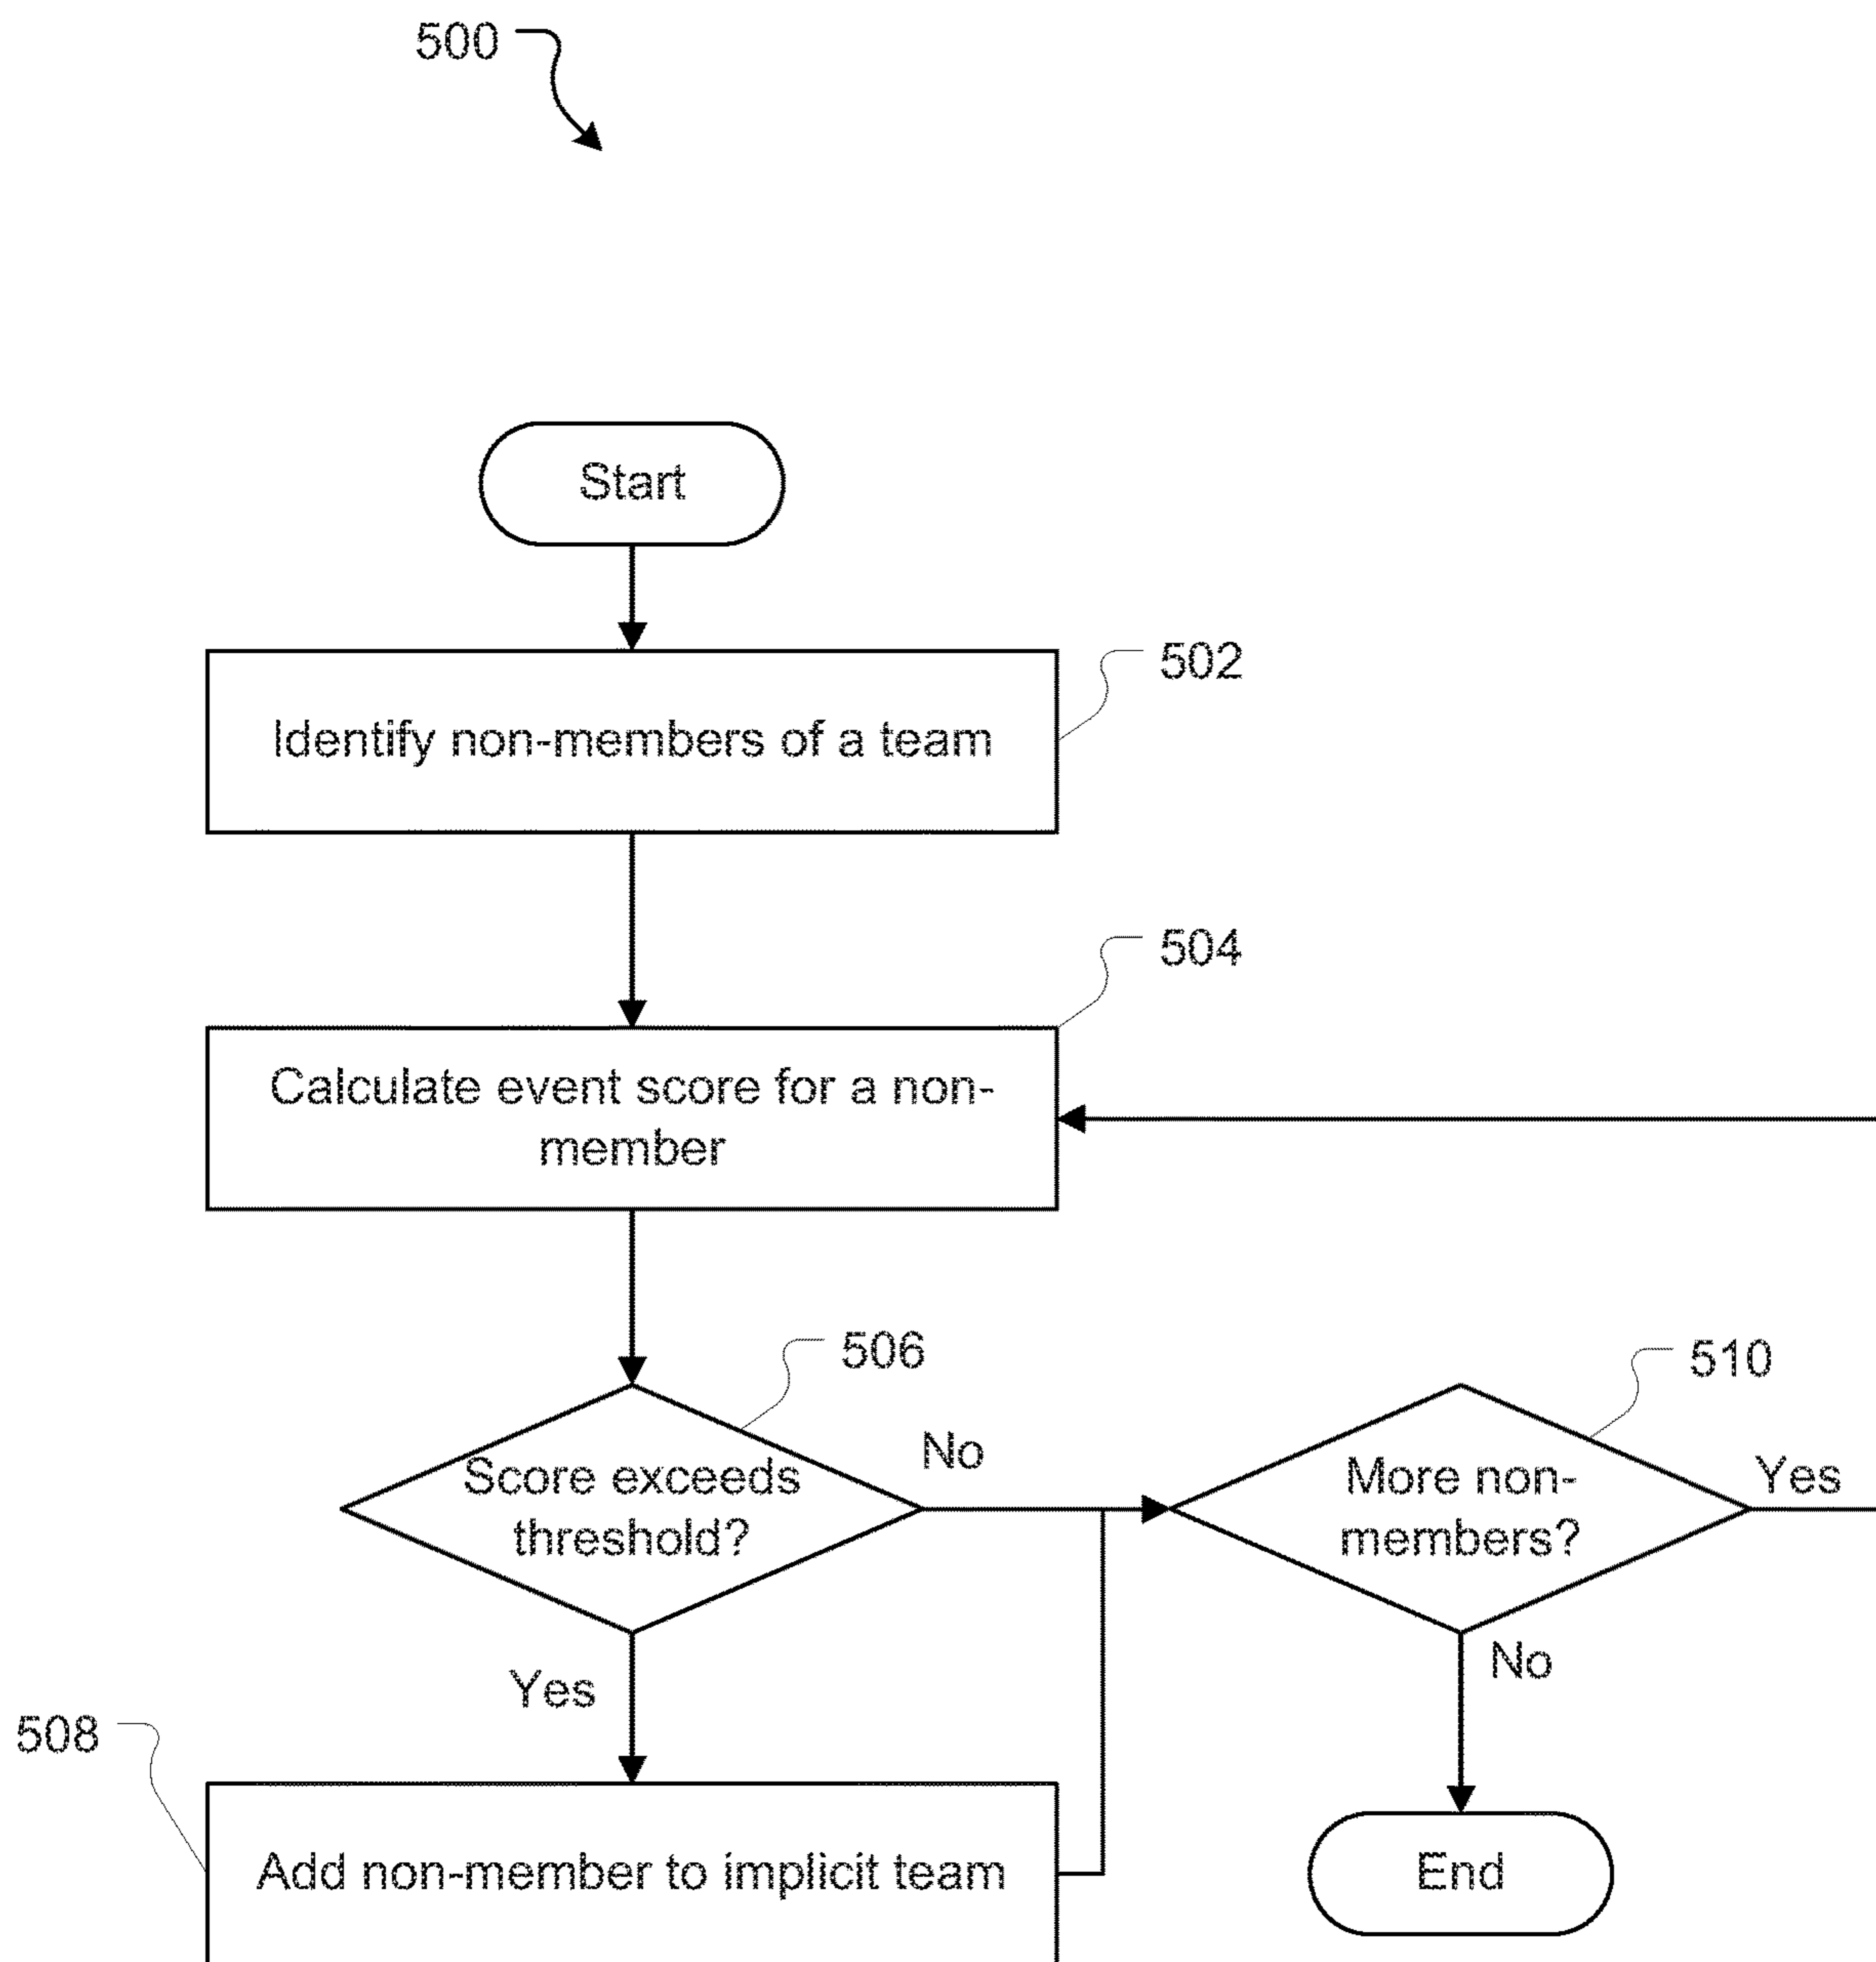 500
Start
Identify non-members of a team
502
504
Calculate event score for a non-
member
506
510
No
Score exceeds
threshold?
More non-
members?
Yes
Yes
No
508
Add non-member to implicit team
End